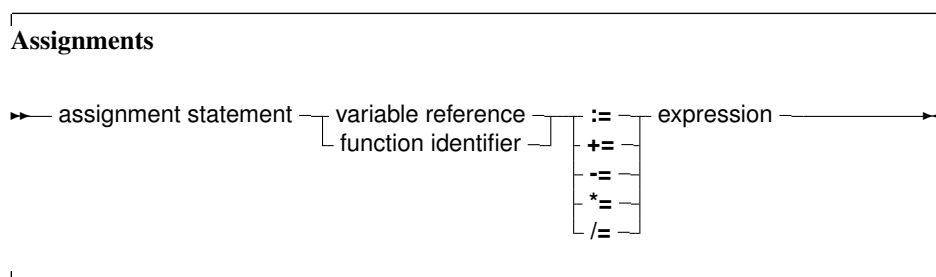 Assignments
assignment statement variable reference := expression
function identifier +=
-=
*=
/=